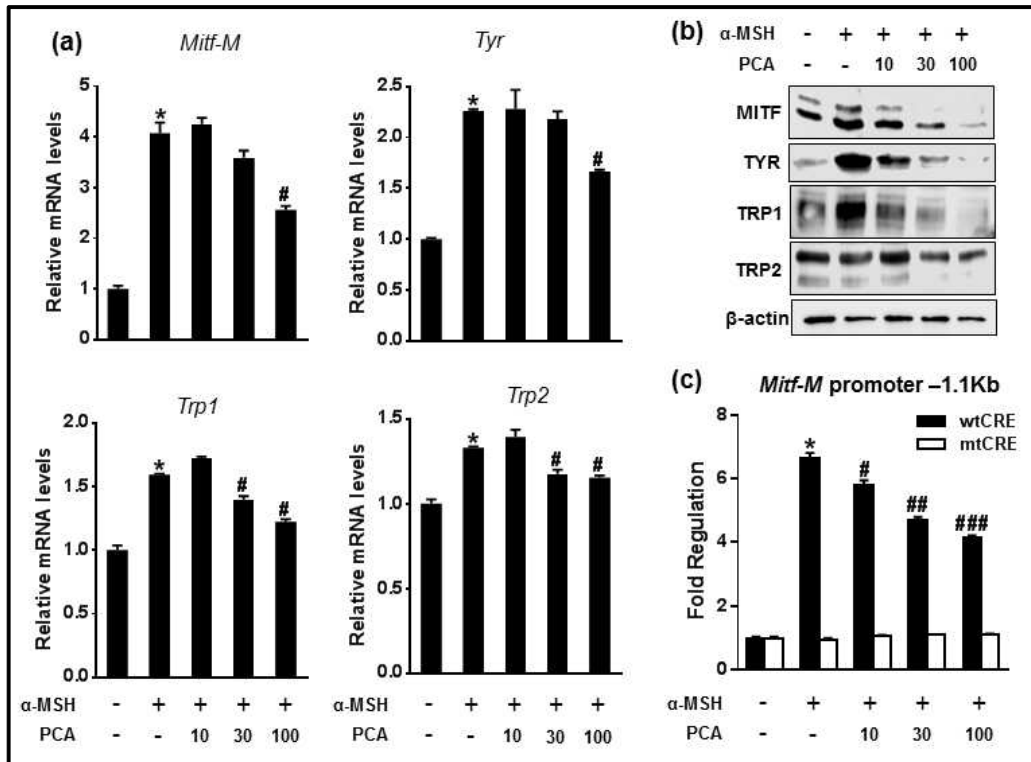 (a)
Mitf-M
Relative mRNA levels
5
4
3
2
1
0
*
#
Tyr
Relative mRNA levels
2.5
2.0
1.5
1.0
0.5
0.0
*
#
Trp1
Relative mRNA levels
2.0
1.5
1.0
0.5
0.0
*
#
#
Trp2
Relative mRNA levels
1.5
1.0
0.5
0.0
*
#
#
α-MSH - + + + + - + + + +
PCA - - 10 30 100 - - 10 30 100
(b)
α-MSH - + + + +
PCA - - 10 30 100
MITF
TYR
TRP1
TRP2
β-actin
(c)
Mitf-M promoter –1.1Kb
wtCRE
mtCRE
Fold Regulation
8
6
4
2
0
*
#
##
###
α-MSH - + + + +
PCA - - 10 30 100